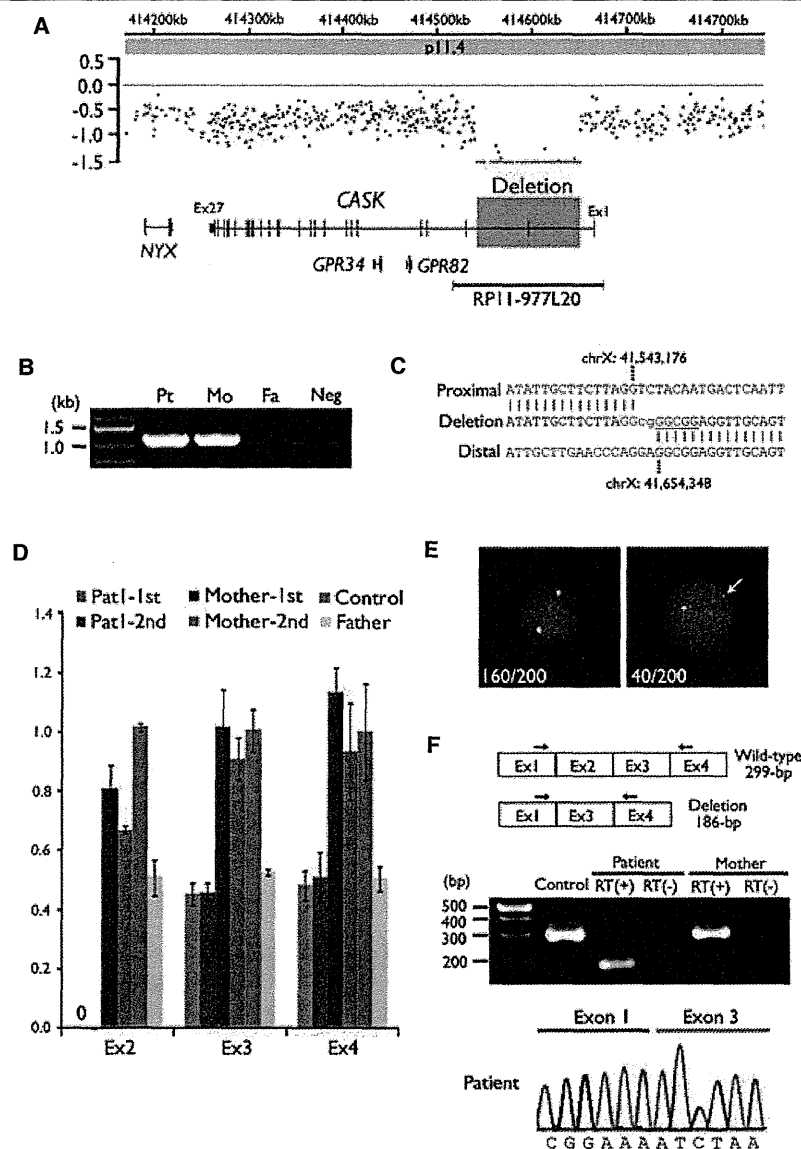 A
414200kb 414300kb 414400kb 414500kb 414600kb 414700kb 414700kb
p11.4
0.5
0.0
-0.5
-1.0
-1.5
Deletion
CASK
Ex27
Ex1
NYX
GPR34
GPR82
RP11-977L20
B
(kb) Pt Mo Fa Neg
1.5
1.0
C
chrX: 41,543,176
Proximal ATATTGCTTCTTAGGTCTACAATGACTCAATT
Deletion ATATTGCTTCTTAGGcgGGCGGAGGTTGCAGT
Distal ATTGCTTGAACCCAGGAGGCGGAGGTTGCAGT
chrX: 41,654,348
D
Pat1-1st Mother-1st Control
Pat1-2nd Mother-2nd Father
1.4
1.2
1.0
0.8
0.6
0.4
0.2
0.0
0
Ex2 Ex3 Ex4
E
160/200 40/200
F
Ex1 Ex2 Ex3 Ex4
Wild-type
299-bp
Ex1 Ex3 Ex4
Deletion
186-bp
Patient Mother
(bp) Control RT(+) RT(-) RT(+) RT(-)
500
400
300
200
Exon 1 Exon 3
Patient
C G G A A A A T C T A A